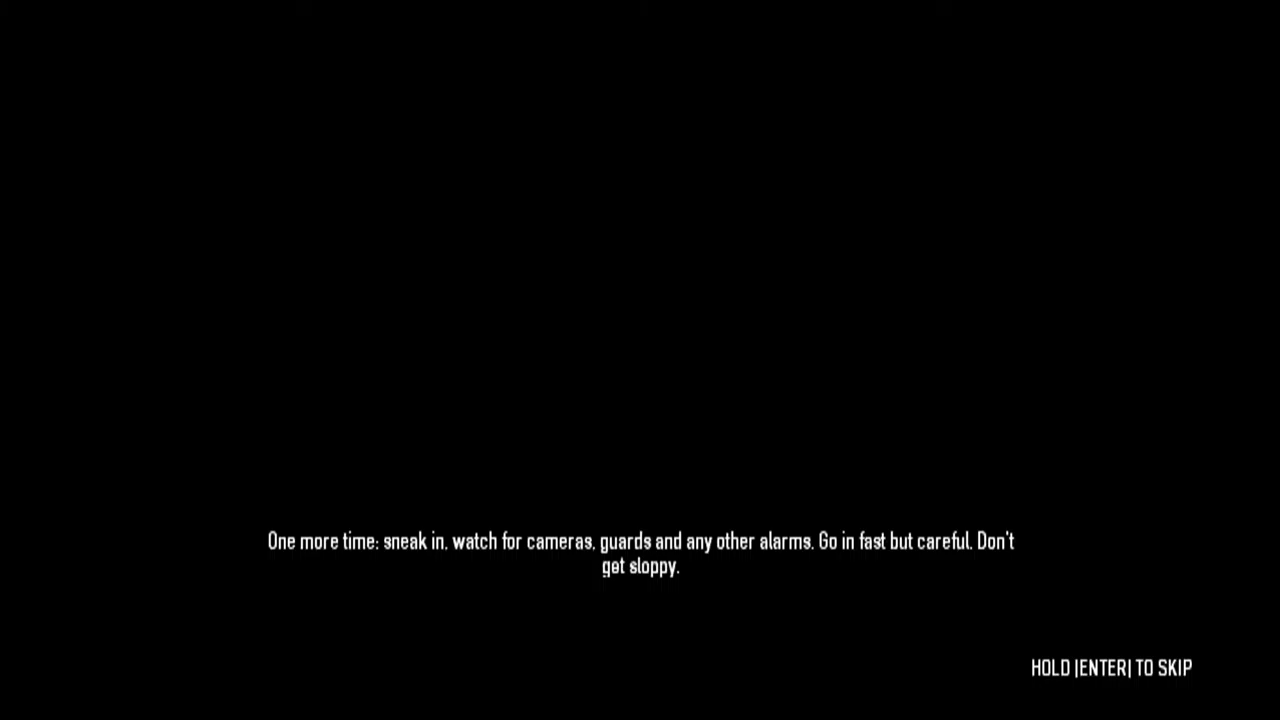 One more time: sneak in, watch for cameras, guards and any other alarms. Go in fast but careful. Don't
get sloppy.
HOLD |ENTER| TO SKIP